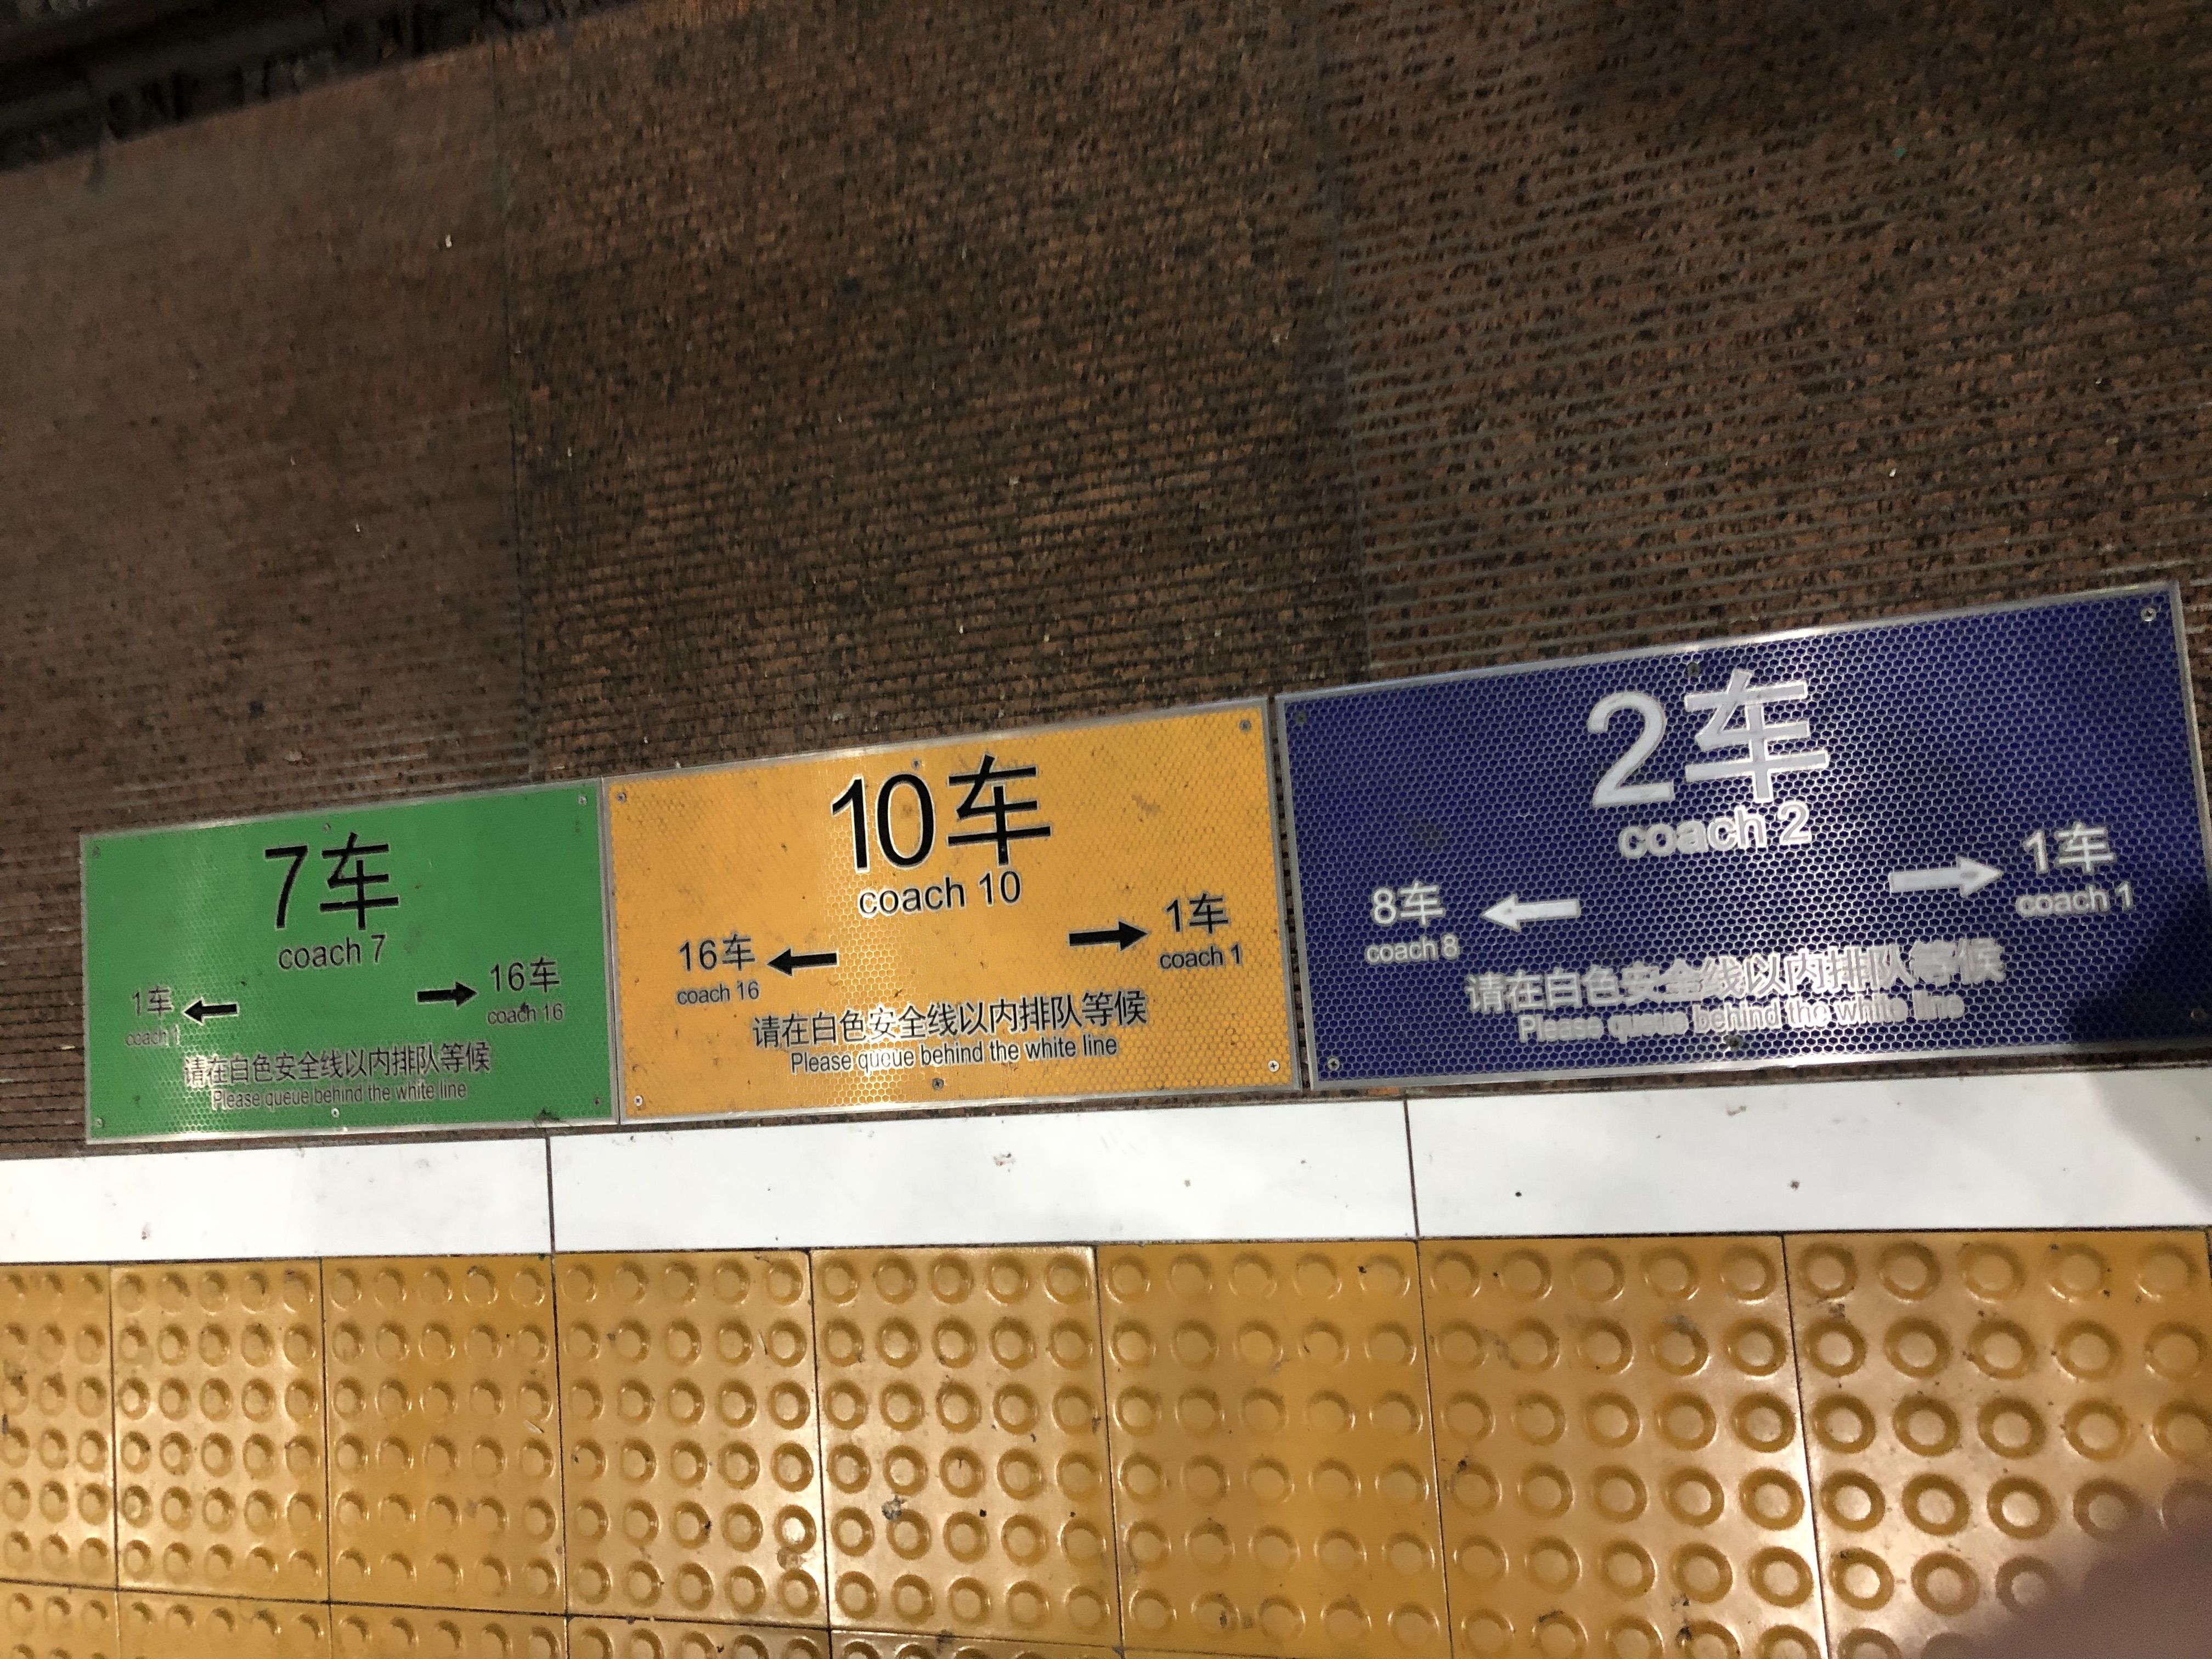 7车
coach 7
1车
coach 1
16车
coach 16
请在白色安全线以内排队等候
Please queue behind the white line
10车
coach 10
16车
coach 16
1车
coach 1
请在白色安全线以内排队等候
Please queue behind the white line
2车
coach 2
8车
coach 8
1车
coach 1
请在白色安全线以内排队等候
Please queue behind the white line